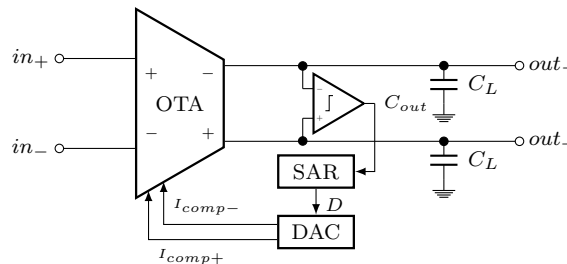 in+
in−
+
−
−
+
OTA
−
+
C_out
out-
out-
C_L
C_L
SAR
D
DAC
I_comp−
I_comp+